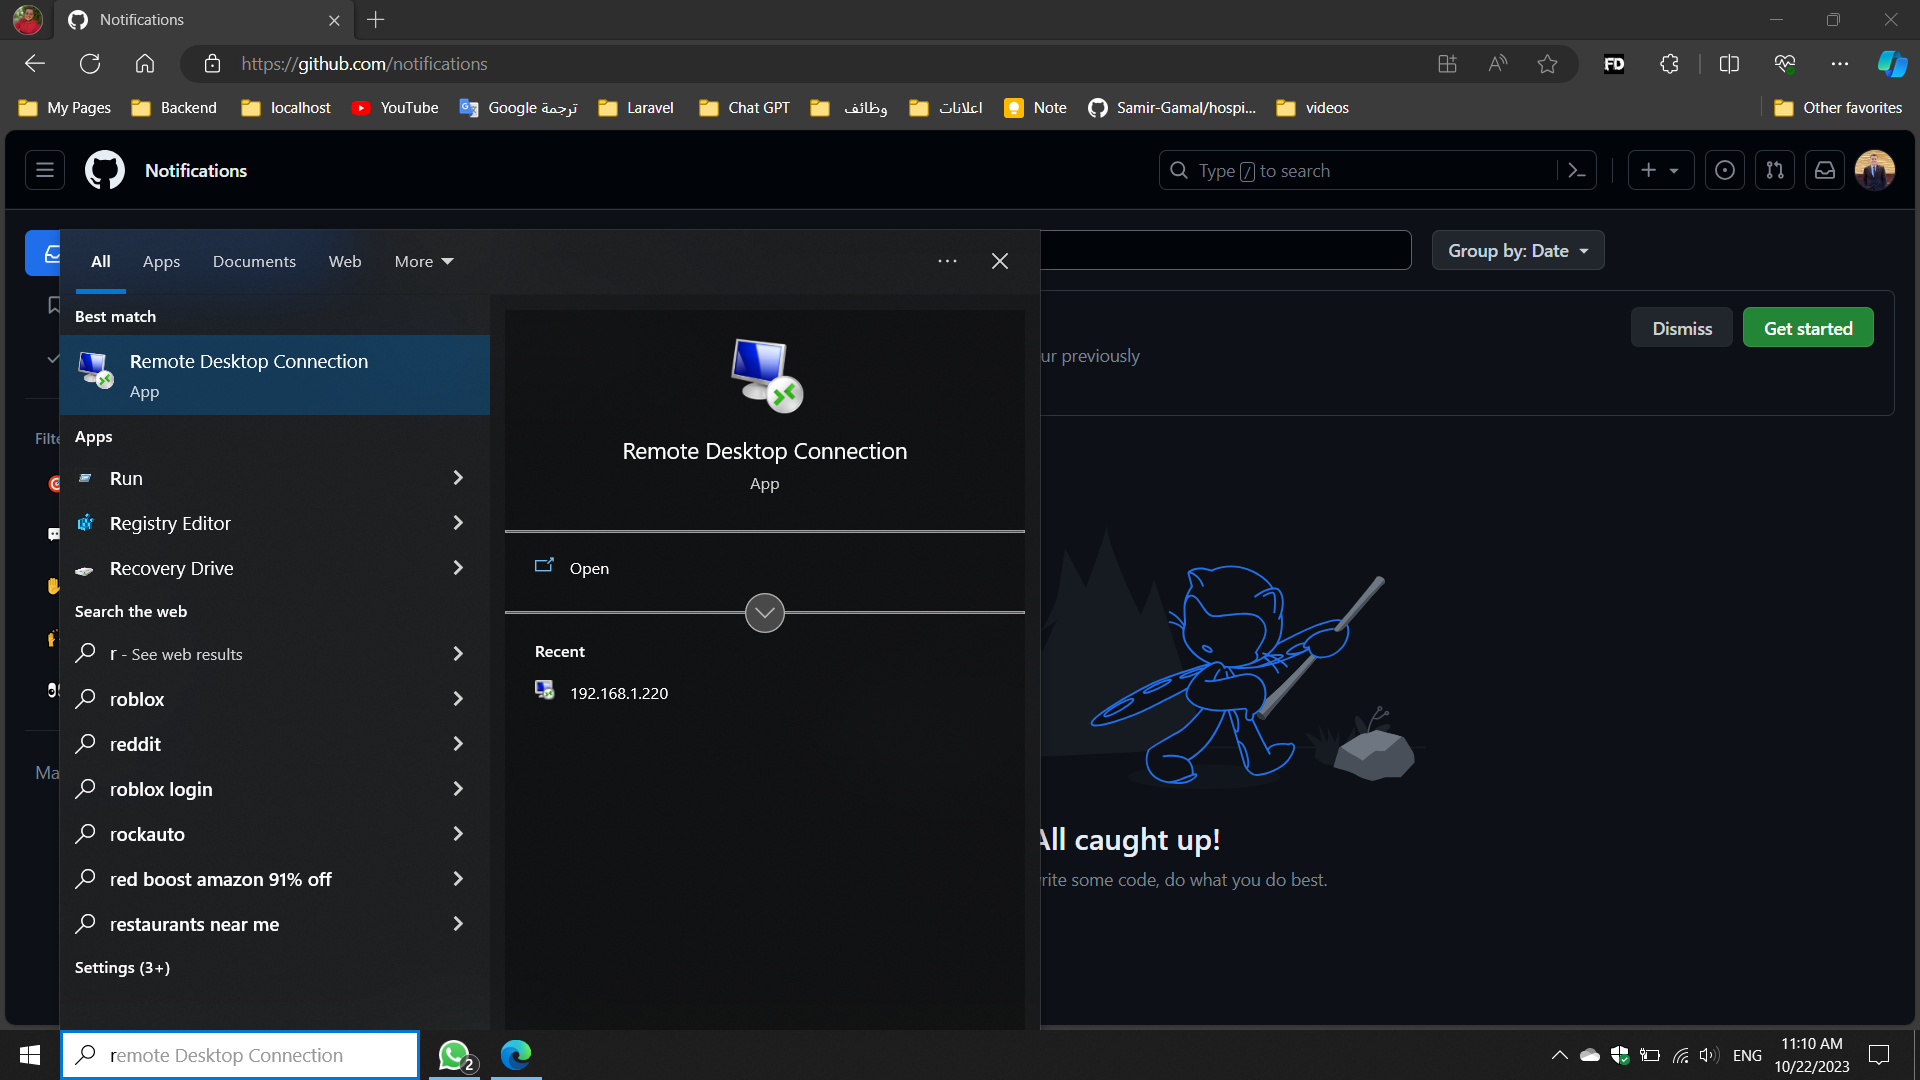 Notifications
https://github.com/notifications
FD
My Pages
Backend
localhost
YouTube
Google ترجمة
Laravel
Chat GPT
وظائف
اعلانات
Note
Samir-Gamal/hospi...
videos
Other favorites
Notifications
Type / to search
All
Apps
Documents
Web
More
Group by: Date
Best match
Remote Desktop Connection
App
Apps
Run
Registry Editor
Recovery Drive
Search the web
r - See web results
roblox
reddit
roblox login
rockauto
red boost amazon 91% off
restaurants near me
Settings (3+)
Remote Desktop Connection
App
Open
Recent
192.168.1.220
Filte
Ma
ur previously
Dismiss
Get started
All caught up!
rite some code, do what you do best.
remote Desktop Connection
2
ENG
11:10 AM
10/22/2023